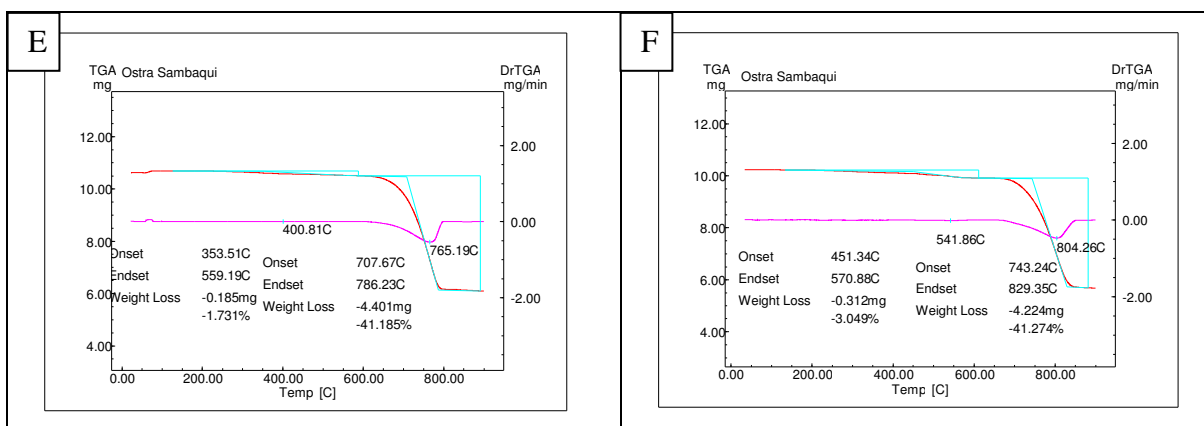 E
TGA
mg
Ostra Sambaqui
DrTGA
mg/min
12.00
10.00
8.00
6.00
4.00
2.00
0.00
-2.00
400.81C
765.19C
Onset 353.51C
Endset 559.19C
Weight Loss -0.185mg
-1.731%
Onset 707.67C
Endset 786.23C
Weight Loss -4.401mg
-41.185%
0.00 200.00 400.00 600.00 800.00
Temp [C]
F
TGA
mg
Ostra Sambaqui
DrTGA
mg/min
12.00
10.00
8.00
6.00
4.00
2.00
0.00
-2.00
541.86C
804.26C
Onset 451.34C
Endset 570.88C
Weight Loss -0.312mg
-3.049%
Onset 743.24C
Endset 829.35C
Weight Loss -4.224mg
-41.274%
0.00 200.00 400.00 600.00 800.00
Temp [C]